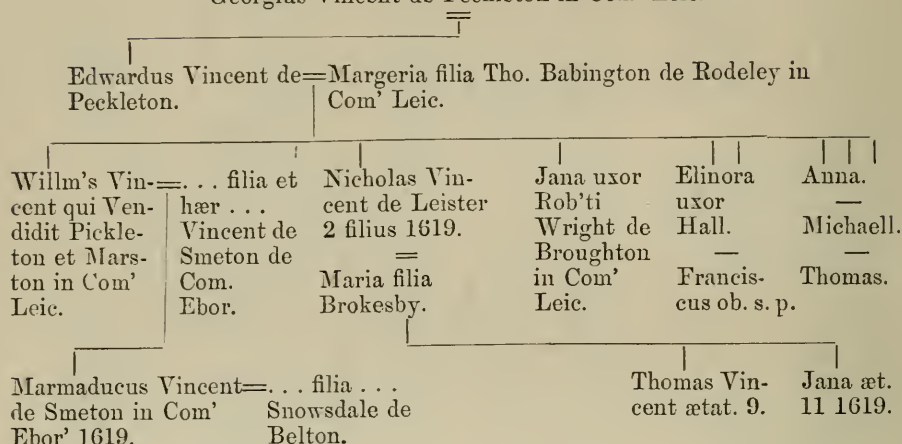 Edwardus Vincent de=Margeria filia Tho. Babington de Rodeley in
Peckleton.
Com' Leic.
Willm's Vin-=. . . filia et
cent qui Ven-
didit Pickle-
ton et Mars-
ton in Com'
Leic.
hær . . .
Vincent de
Smeton de
Com.
Ebor.
Nicholas Vin-
cent de Leister
2 filius 1619.
=
Maria filia
Brokesby.
Jana uxor
Rob'ti
Wright de
Broughton
in Com'
Leic.
Elinora
uxor
Hall.
—
Francis-
cus ob. s. p.
Anna.
—
Michaell.
—
Thomas.
Marmaducus Vincent=. . . filia . . .
de Smeton in Com'
Ebor' 1619.
Snowsdale de
Belton.
Thomas Vin-
cent ætat. 9.
Jana æt.
11 1619.